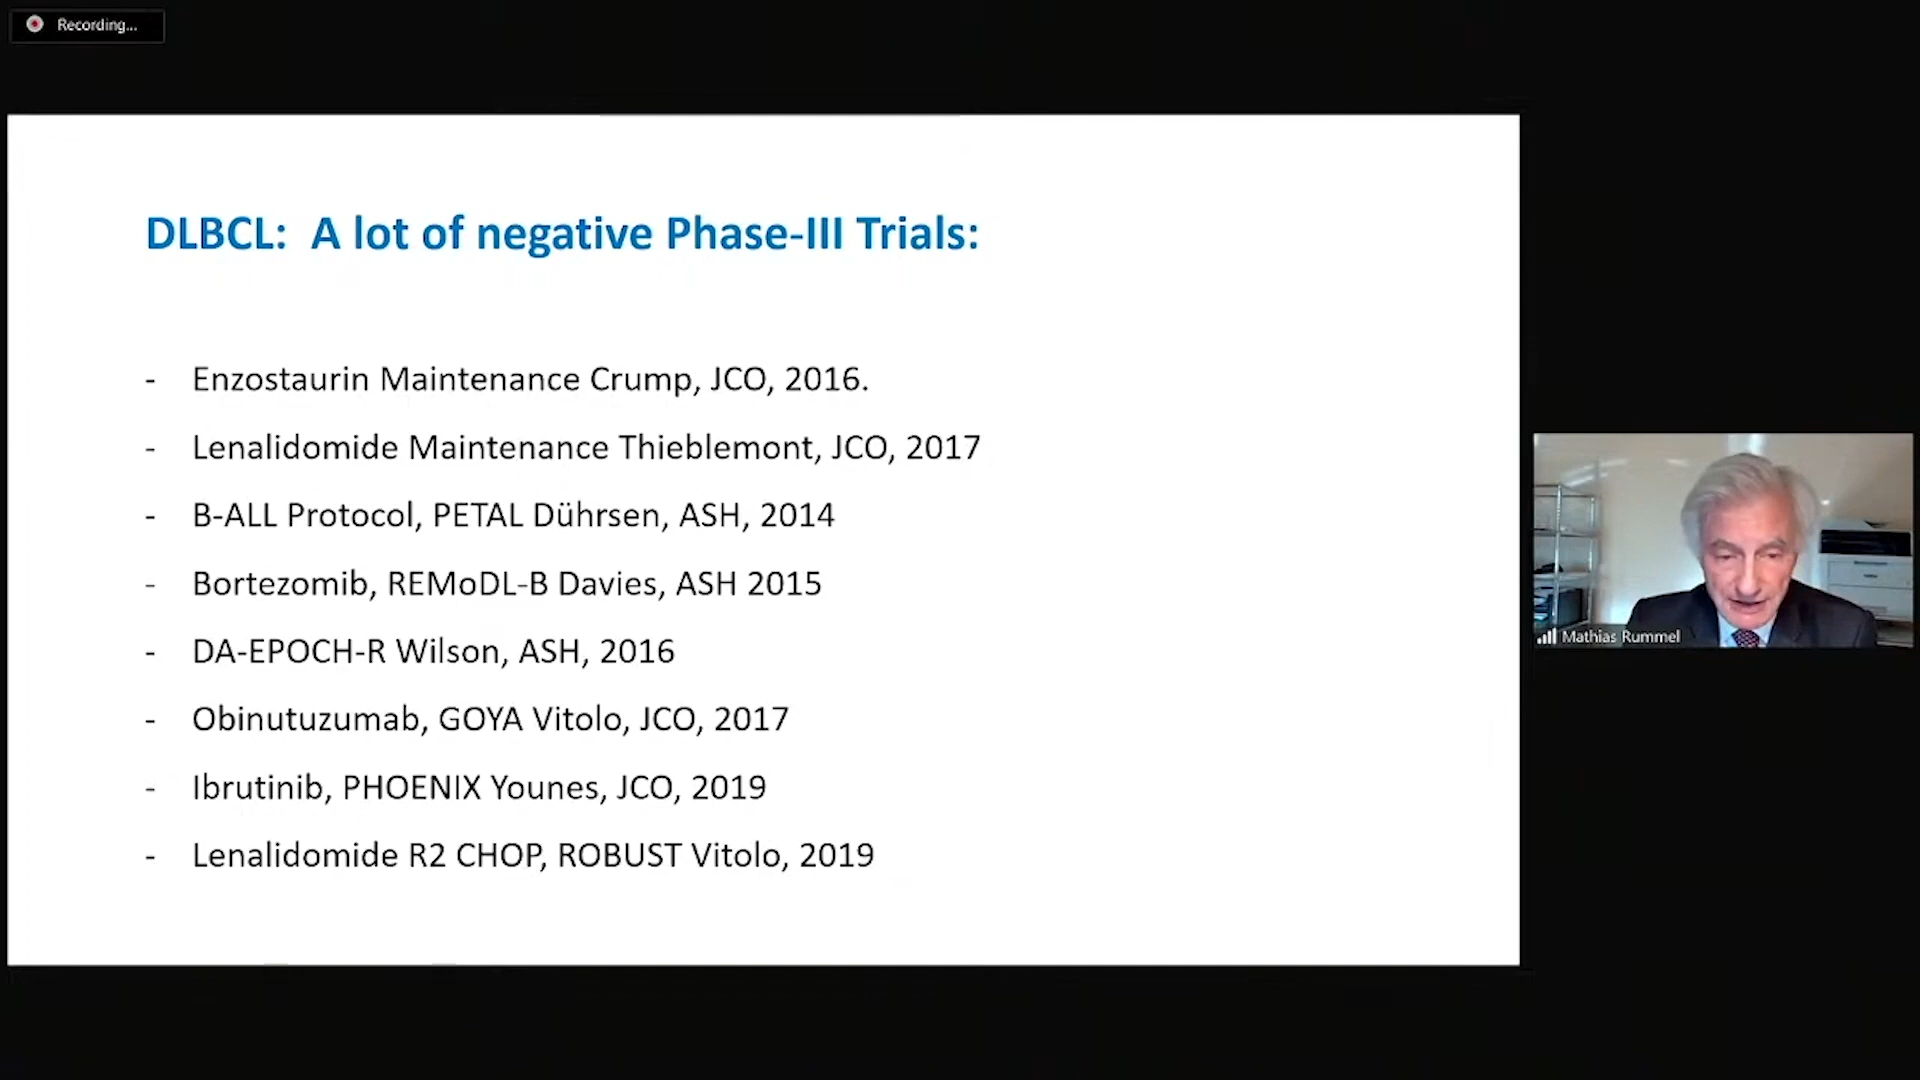 Recording...
DLBCL: A lot of negative Phase-III Trials:
- Enzostaurin Maintenance Crump, JCO, 2016.
- Lenalidomide Maintenance Thieblemont, JCO, 2017
- B-ALL Protocol, PETAL Dührsen, ASH, 2014
- Bortezomib, REMoDL-B Davies, ASH 2015
- DA-EPOCH-R Wilson, ASH, 2016
- Obinutuzumab, GOYA Vitolo, JCO, 2017
- Ibrutinib, PHOENIX Younes, JCO, 2019
- Lenalidomide R2 CHOP, ROBUST Vitolo, 2019
Mathias Rummel